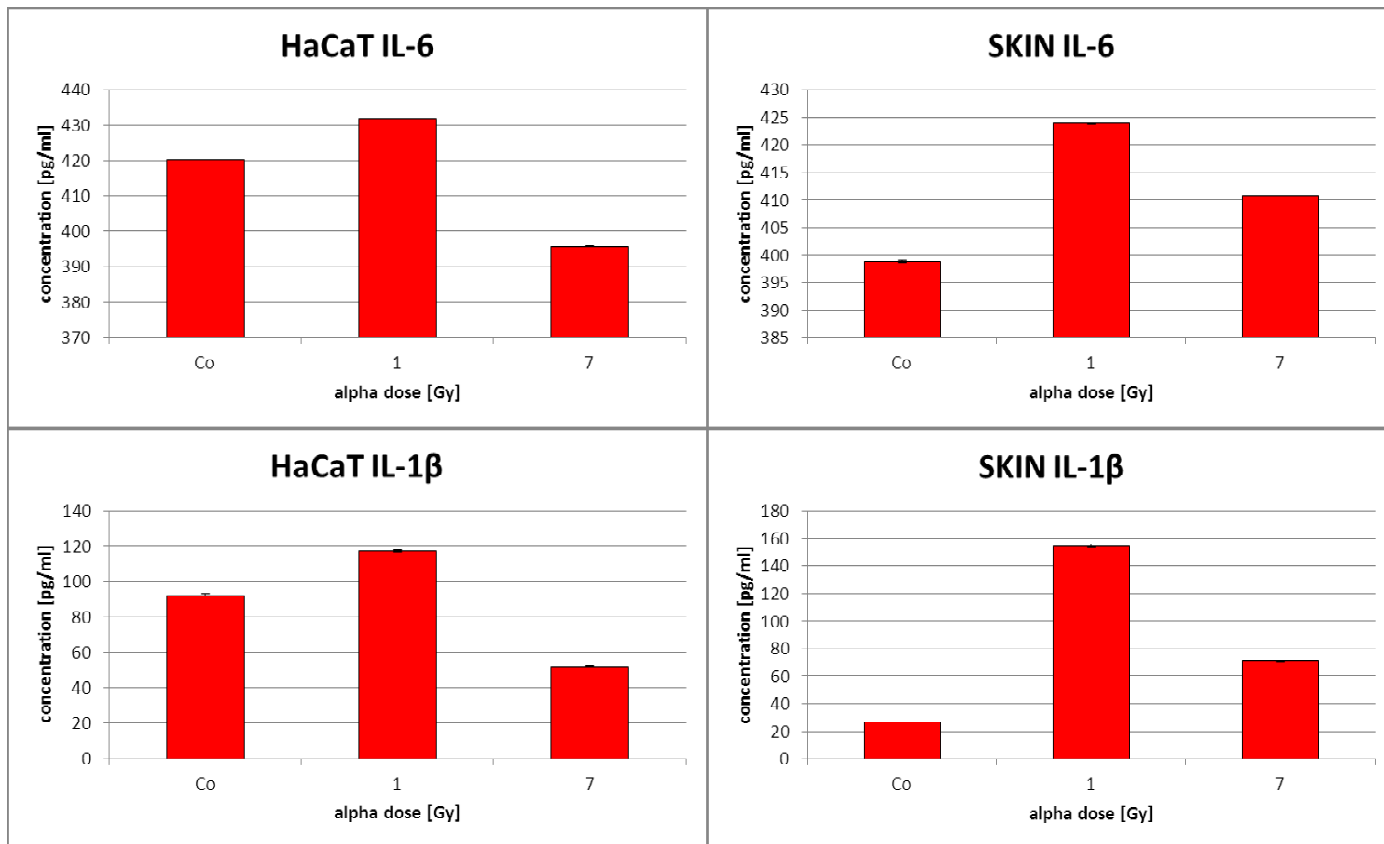 HaCaT IL-6
440
430
420
410
400
390
380
370
concentration [pg/ml]
Co 1 7
alpha dose [Gy]
SKIN IL-6
430
425
420
415
410
405
400
395
390
385
concentration [pg/ml]
Co 1 7
alpha dose [Gy]
HaCaT IL-1β
140
120
100
80
60
40
20
0
concentration [pg/ml]
Co 1 7
alpha dose [Gy]
SKIN IL-1β
180
160
140
120
100
80
60
40
20
0
concentration [pg/ml]
Co 1 7
alpha dose [Gy]